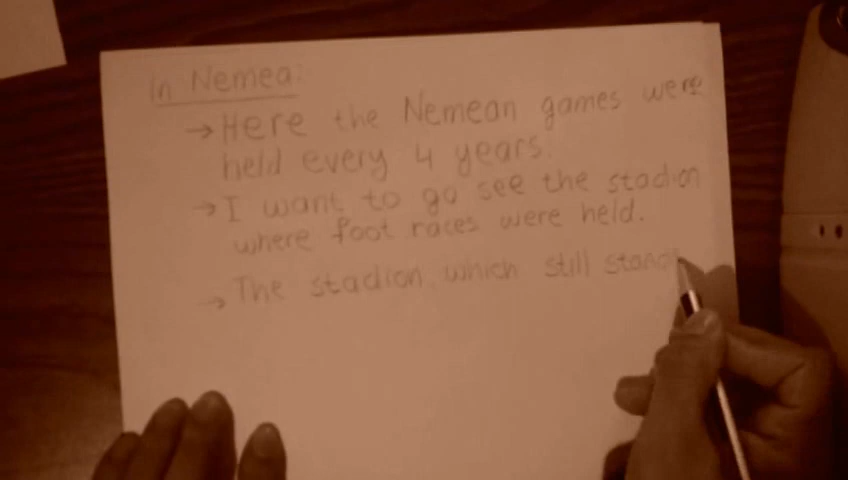 In Nemea:
→ Here the Nemean games were
held every 4 years.
→ I want to go see the stadion
where foot races were held.
→ The stadion, which still stand